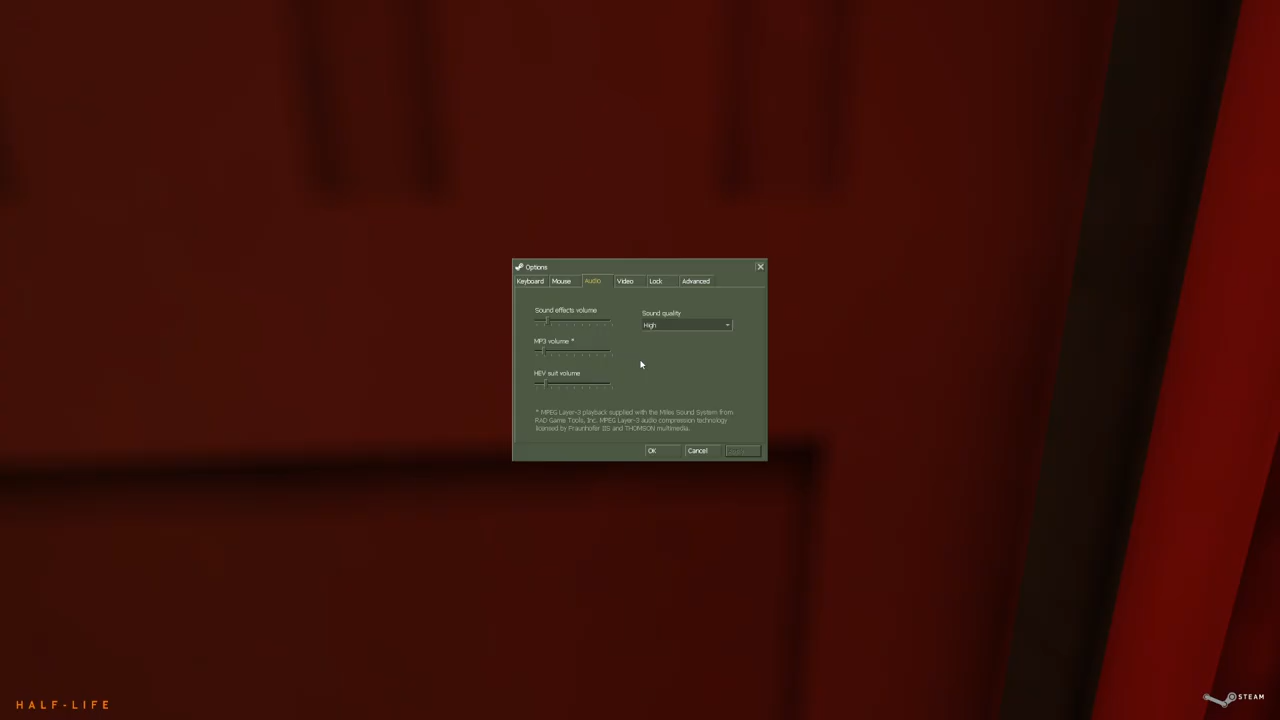 Options
Keyboard Mouse Audio Video Lock Advanced
Sound effects volume
Sound quality
High
MP3 volume *
HEV suit volume
* MPEG Layer-3 playback supplied with the Miles Sound System from
RAD Game Tools, Inc. MPEG Layer-3 audio compression technology
licensed by Fraunhofer IIS and THOMSON multimedia.
OK Cancel Apply
HALF-LIFE
STEAM